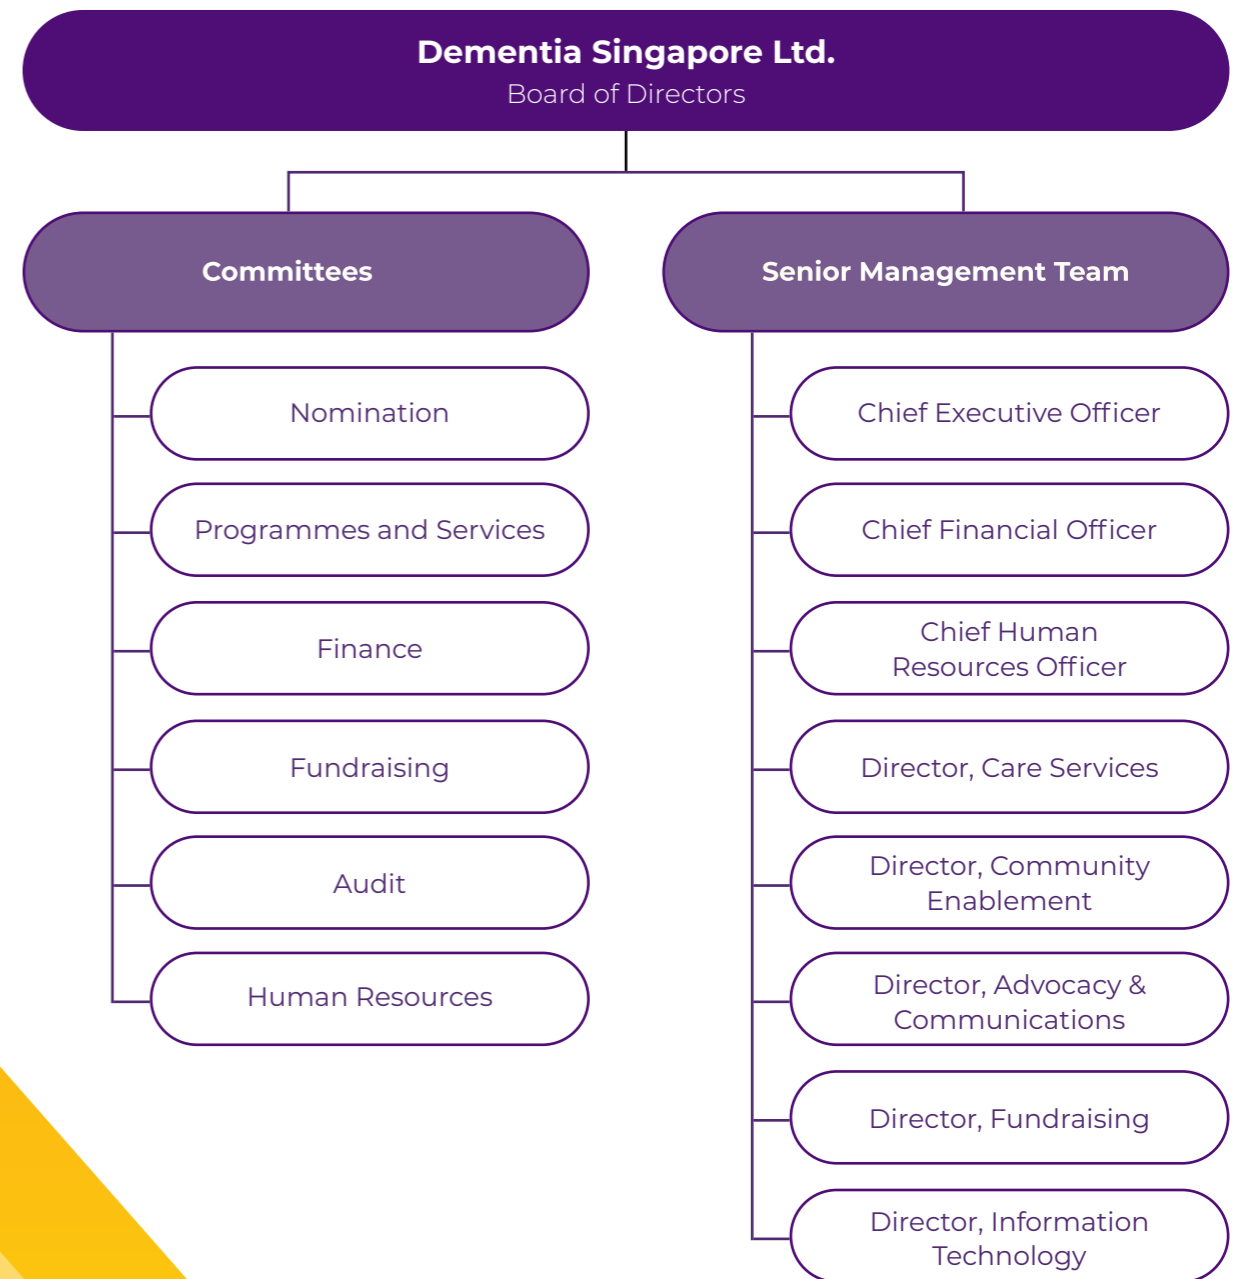 Dementia Singapore Ltd.
Board of Directors
Committees
Nomination
Programmes and Services
Finance
Fundraising
Audit
Human Resources
Senior Management Team
Chief Executive Officer
Chief Financial Officer
Chief Human
Resources Officer
Director, Care Services
Director, Community
Enablement
Director, Advocacy &
Communications
Director, Fundraising
Director, Information
Technology